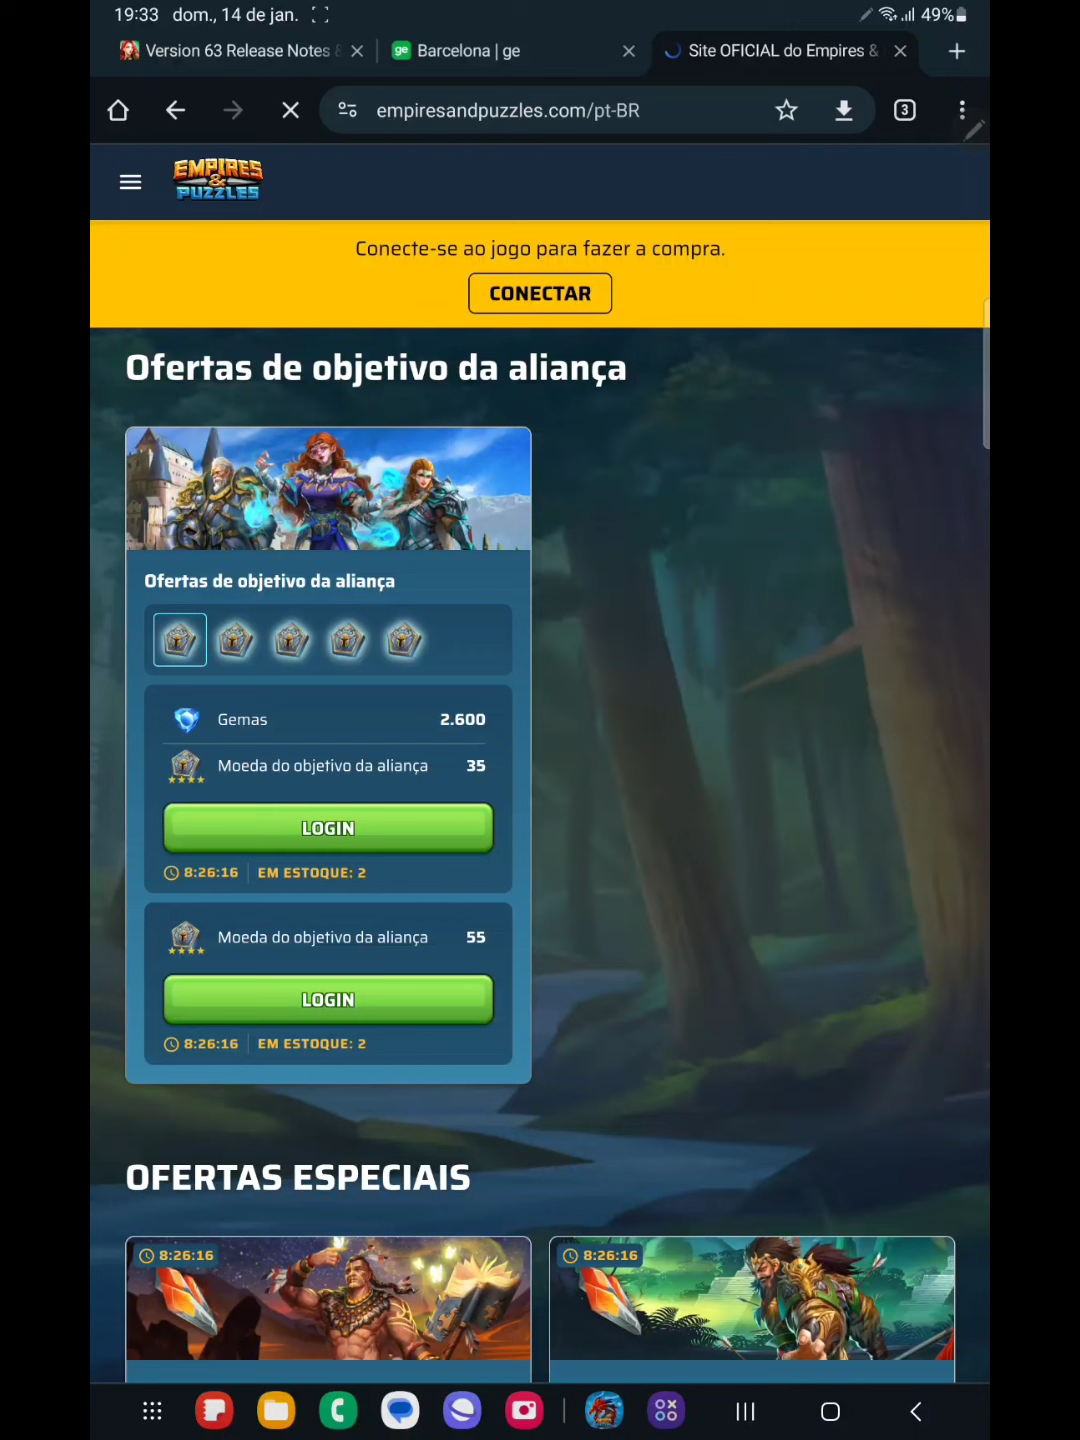 19:33 dom., 14 de jan. 49%
Version 63 Release Notes
ge Barcelona | ge
Site OFICIAL do Empires &
empiresandpuzzles.com/pt-BR
3
EMPIRES
&
PUZZLES
Conecte-se ao jogo para fazer a compra.
CONECTAR
Ofertas de objetivo da aliança
Ofertas de objetivo da aliança
Gemas 2.600
Moeda do objetivo da aliança 35
LOGIN
8:26:16 EM ESTOQUE: 2
Moeda do objetivo da aliança 55
LOGIN
8:26:16 EM ESTOQUE: 2
OFERTAS ESPECIAIS
8:26:16
8:26:16